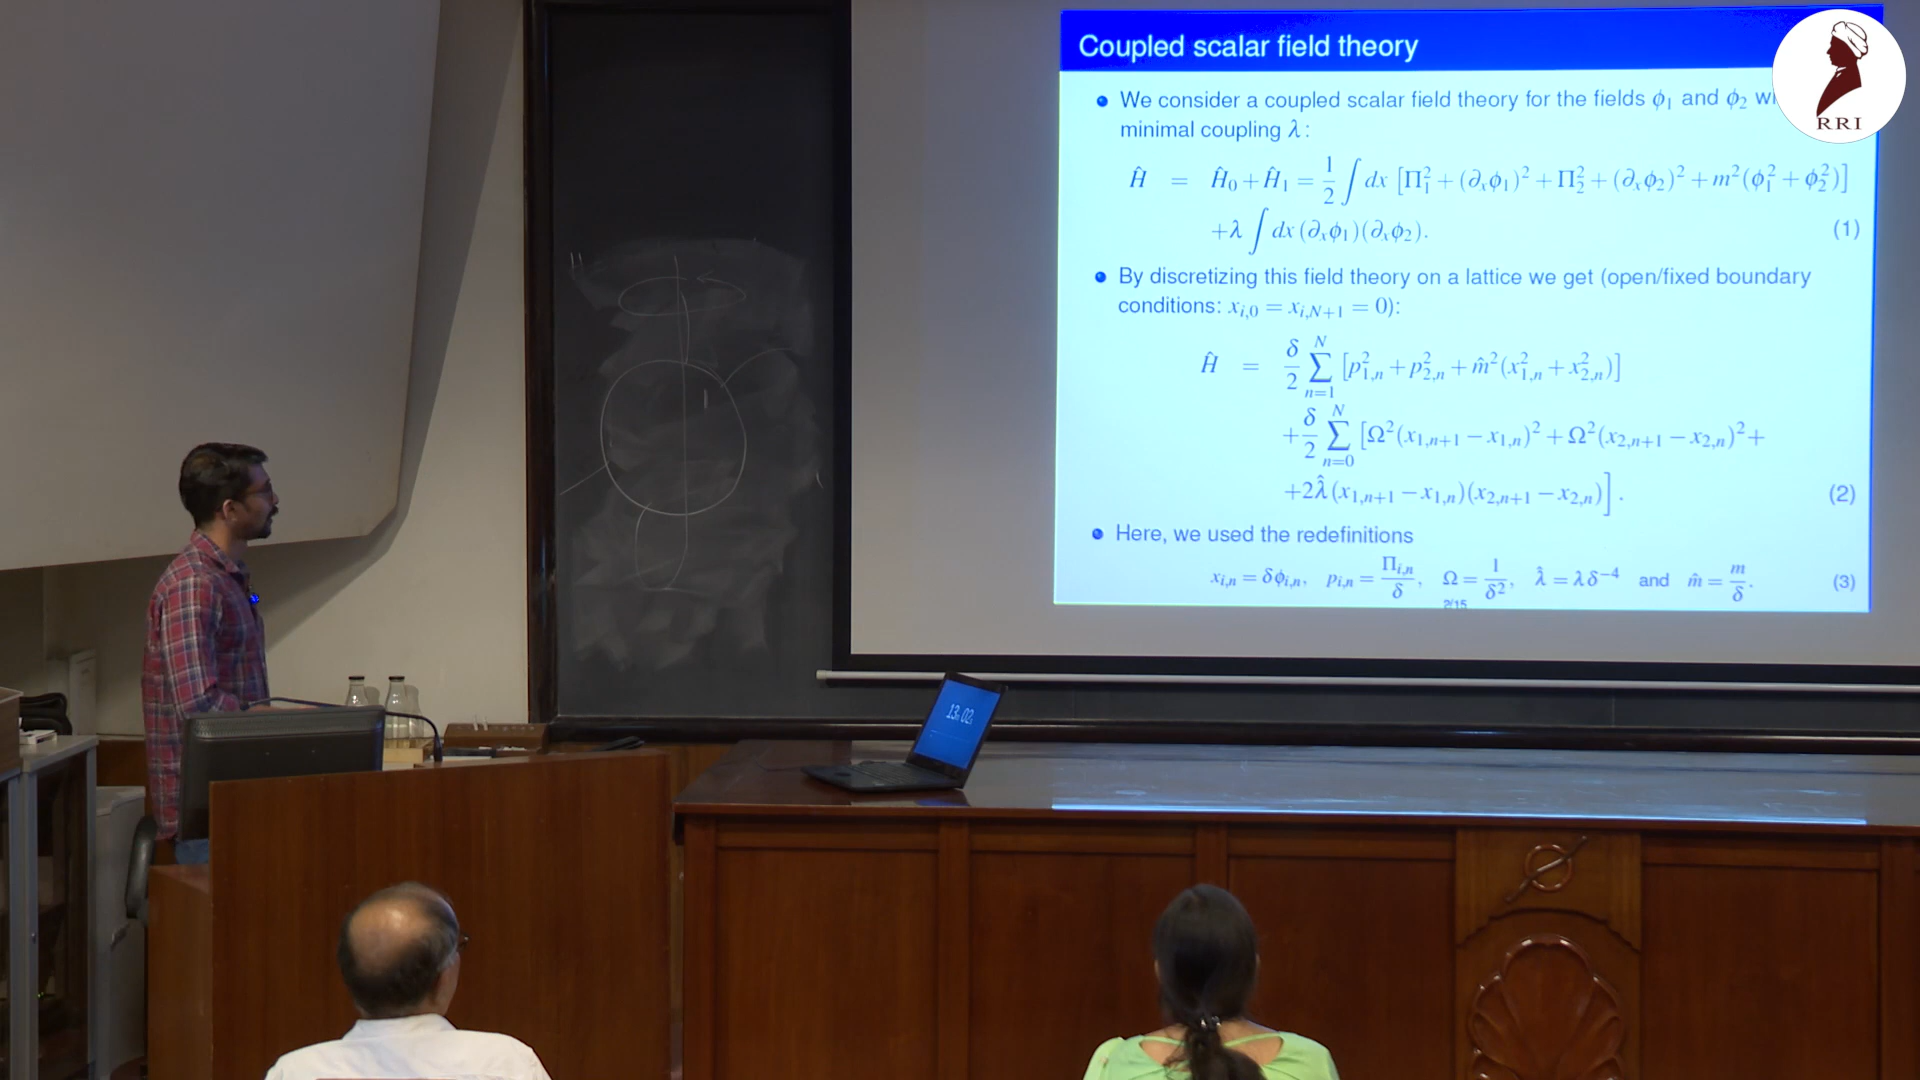 Coupled scalar field theory
RRI
We consider a coupled scalar field theory for the fields ϕ₁ and ϕ₂
minimal coupling λ:
Ĥ = Ĥ₀ + Ĥ₁ = 1/2 ∫ dx [Π₁² + (∂ₓϕ₁)² + Π₂² + (∂ₓϕ₂)² + m²(ϕ₁² + ϕ₂²)]
+λ ∫ dx (∂ₓϕ₁)(∂ₓϕ₂). (1)
By discretizing this field theory on a lattice we get (open/fixed boundary
conditions: x_{i,0} = x_{i,N+1} = 0):
Ĥ = δ/2 ∑_{n=1}^{N} [p²_{1,n} + p²_{2,n} + m̂²(x²_{1,n} + x²_{2,n})]
+ δ/2 ∑_{n=0}^{N} [Ω²(x_{1,n+1} − x_{1,n})² + Ω²(x_{2,n+1} − x_{2,n})² +
+2λ̂(x_{1,n+1} − x_{1,n})(x_{2,n+1} − x_{2,n})]. (2)
Here, we used the redefinitions
x_{i,n} = δϕ_{i,n}, p_{i,n} = Π_{i,n}/δ, Ω = 1/δ², λ̂ = λδ⁻⁴ and m̂ = m/δ. (3)
2/15